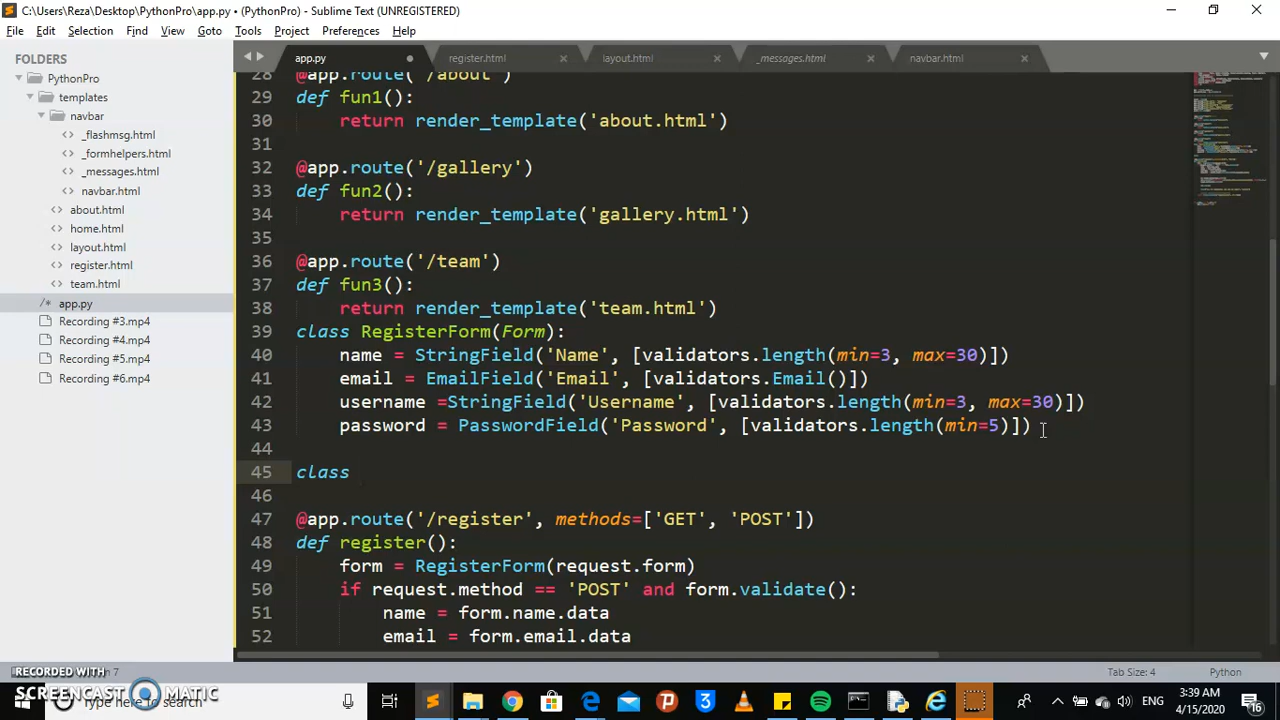 C:\Users\Reza\Desktop\PythonPro\app.py • (PythonPro) - Sublime Text (UNREGISTERED)
File Edit Selection Find View Goto Tools Project Preferences Help
FOLDERS
PythonPro
templates
navbar
_flashmsg.html
_formhelpers.html
_messages.html
navbar.html
about.html
home.html
layout.html
register.html
team.html
app.py
Recording #3.mp4
Recording #4.mp4
Recording #5.mp4
Recording #6.mp4
app.py register.html layout.html _messages.html navbar.html
28 @app.route('/about')
29 def fun1():
30 return render_template('about.html')
31
32 @app.route('/gallery')
33 def fun2():
34 return render_template('gallery.html')
35
36 @app.route('/team')
37 def fun3():
38 return render_template('team.html')
39 class RegisterForm(Form):
40 name = StringField('Name', [validators.length(min=3, max=30)])
41 email = EmailField('Email', [validators.Email()])
42 username =StringField('Username', [validators.length(min=3, max=30)])
43 password = PasswordField('Password', [validators.length(min=5)])
44
45 class
46
47 @app.route('/register', methods=['GET', 'POST'])
48 def register():
49 form = RegisterForm(request.form)
50 if request.method == 'POST' and form.validate():
51 name = form.name.data
52 email = form.email.data
Tab Size: 4 Python
RECORDED WITH
SCREENCAST MATIC
Type here to search
ENG
3:39 AM
4/15/2020
16